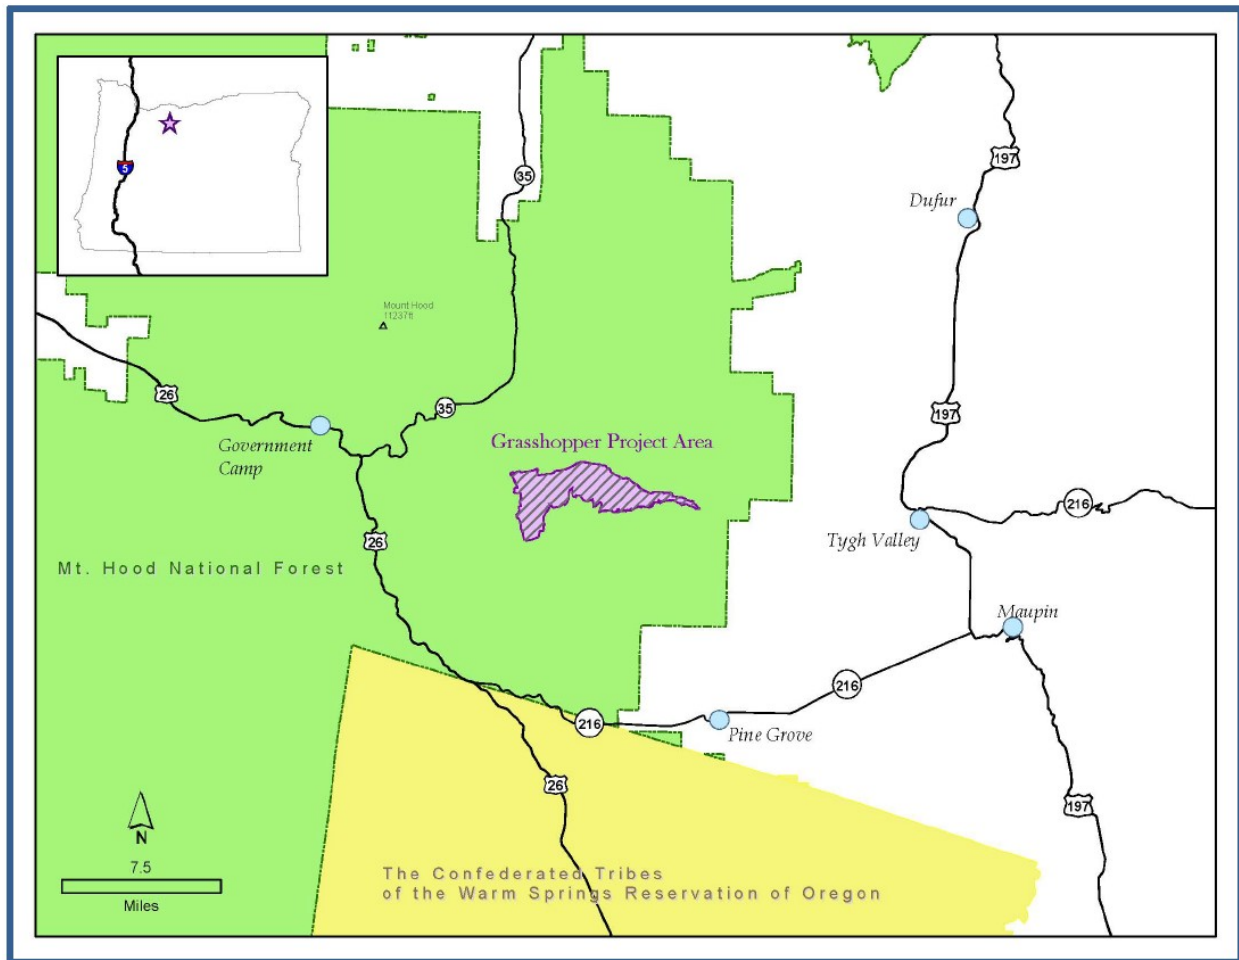 5
35
197
Dufur
Mount Hood
11237ft
26
35
197
Government
Camp
Grasshopper Project Area
216
Tygh Valley
26
Mt. Hood National Forest
Maupin
216
216
Pine Grove
26
197
N
7.5
Miles
The Confederated Tribes
of the Warm Springs Reservation of Oregon